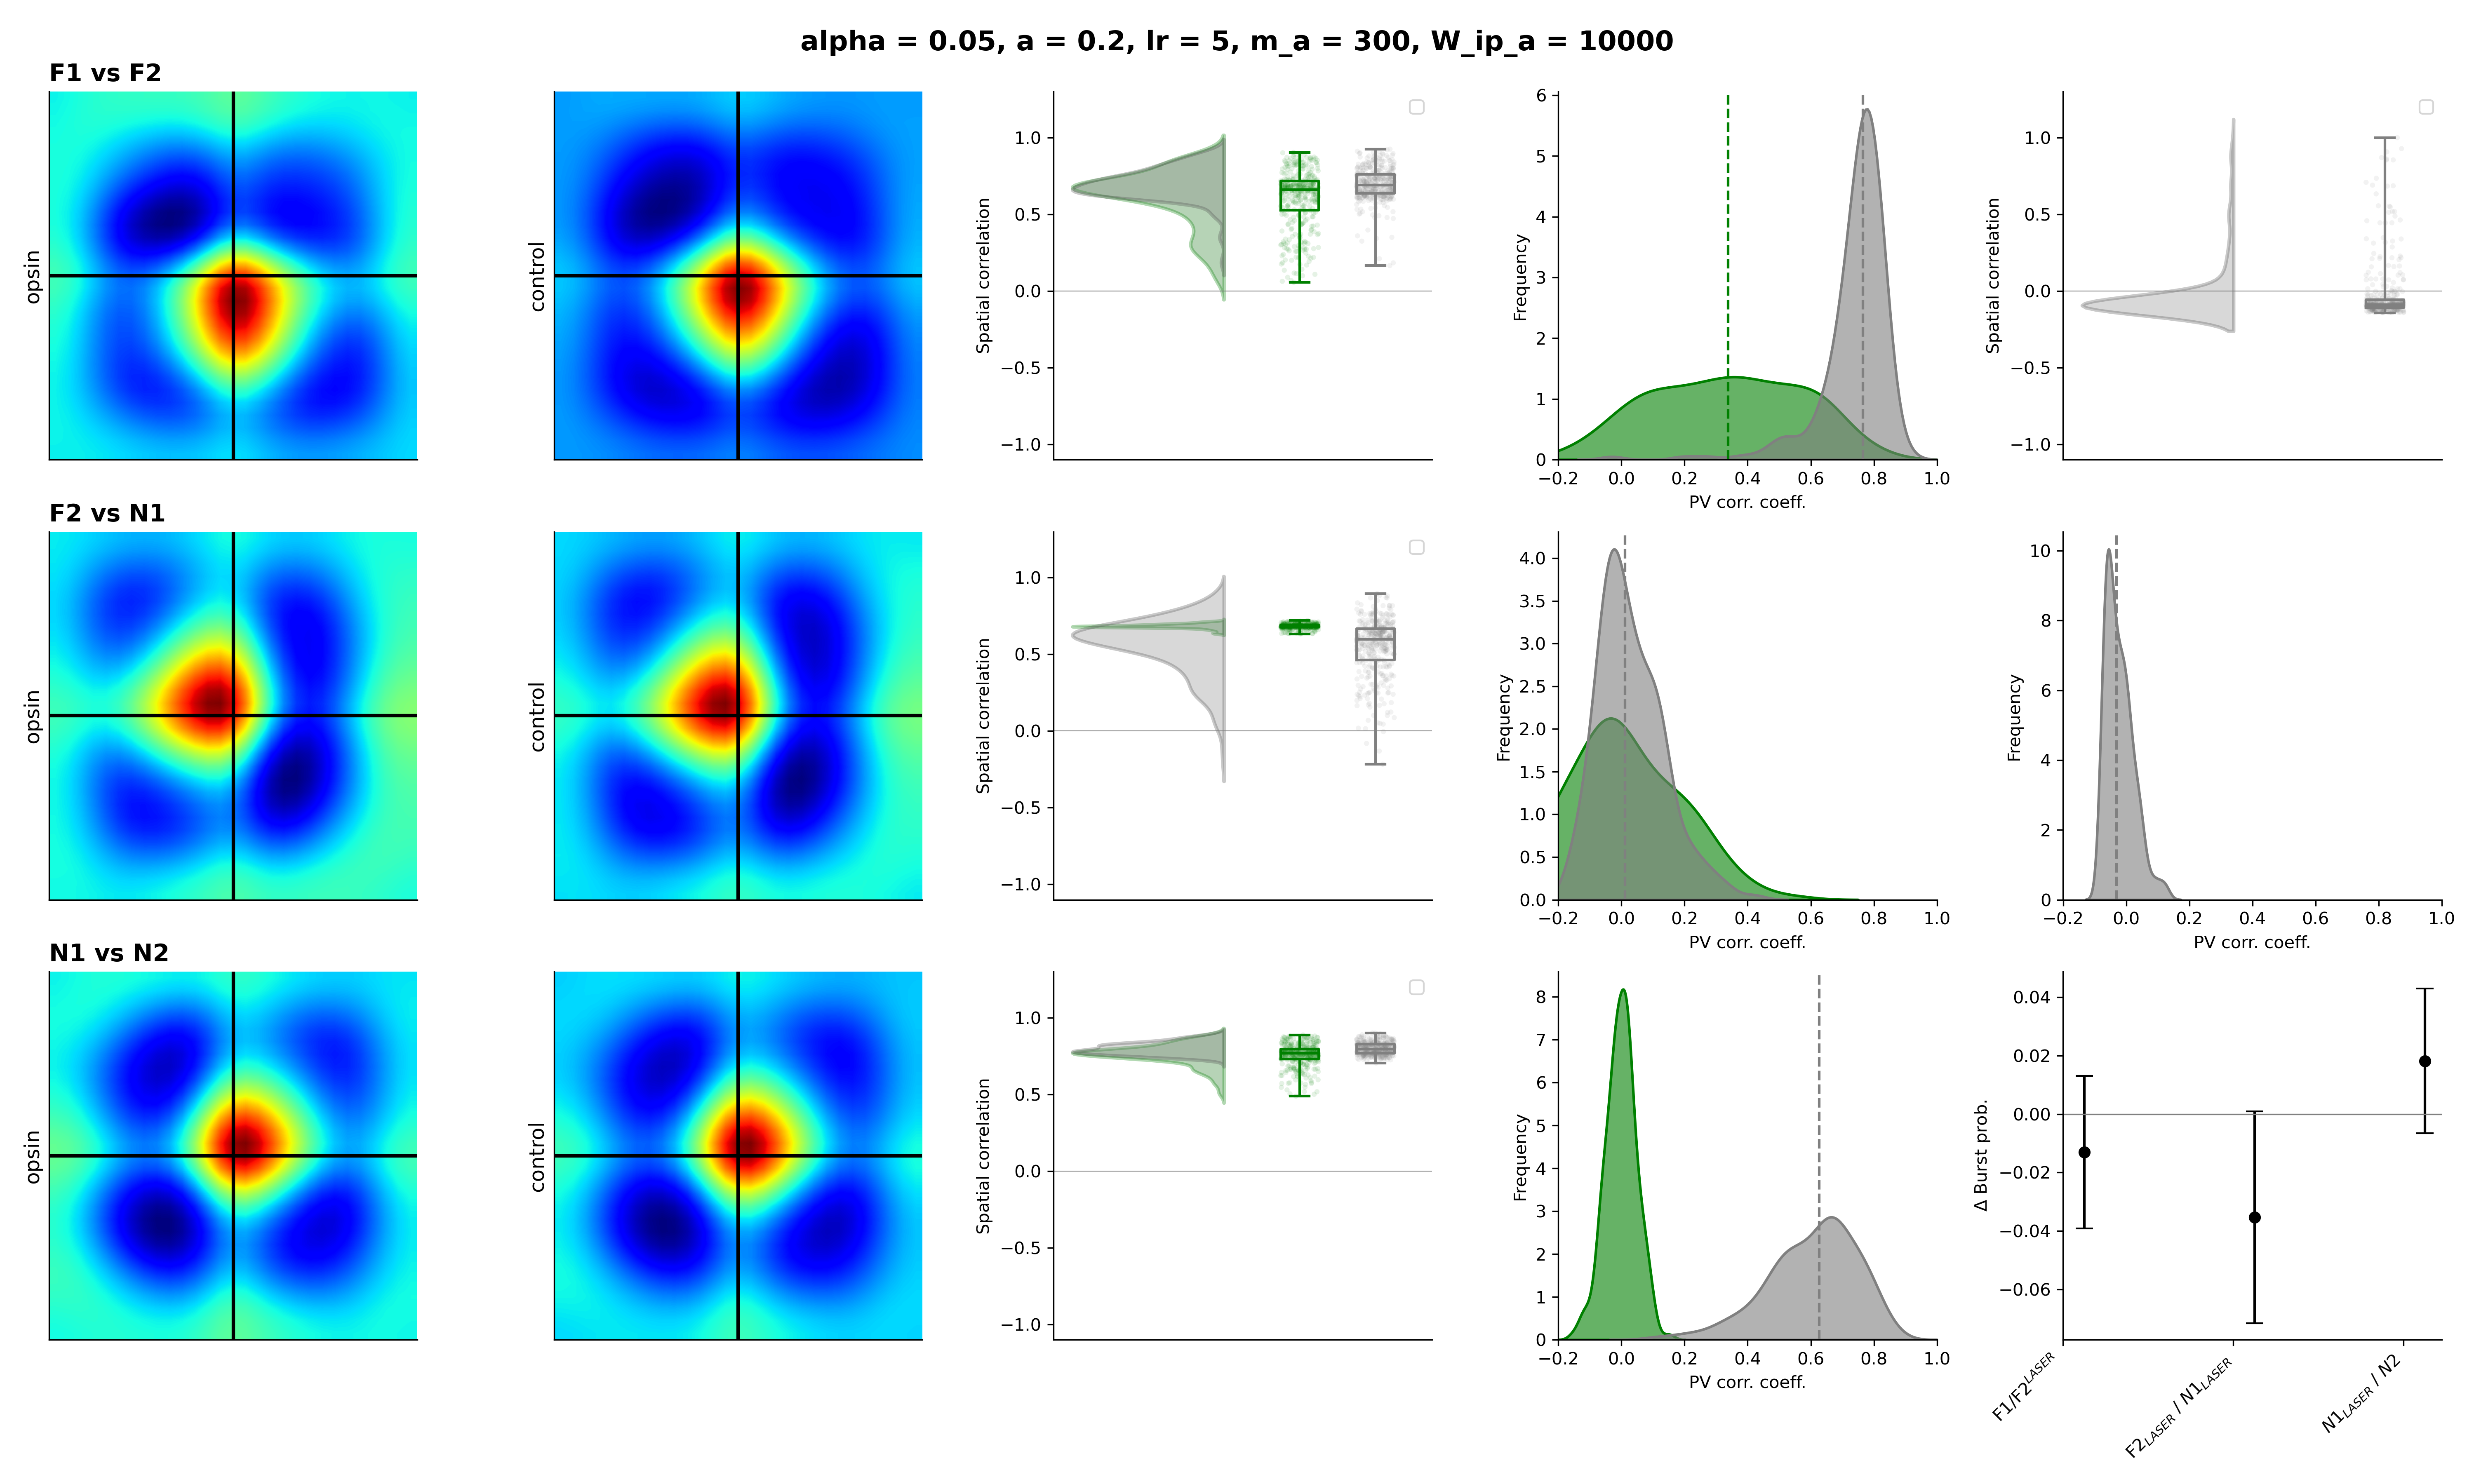 alpha = 0.05, a = 0.2, lr = 5, m_a = 300, W_ip_a = 10000
F1 vs F2
opsin
control
Spatial correlation
1.0
0.5
0.0
−0.5
−1.0
Frequency
6
5
4
3
2
1
0
−0.2 0.0 0.2 0.4 0.6 0.8 1.0
PV corr. coeff.
Spatial correlation
1.0
0.5
0.0
−0.5
−1.0
F2 vs N1
opsin
control
Spatial correlation
1.0
0.5
0.0
−0.5
−1.0
Frequency
4.0
3.5
3.0
2.5
2.0
1.5
1.0
0.5
0.0
−0.2 0.0 0.2 0.4 0.6 0.8 1.0
PV corr. coeff.
Frequency
10
8
6
4
2
0
−0.2 0.0 0.2 0.4 0.6 0.8 1.0
PV corr. coeff.
N1 vs N2
opsin
control
Spatial correlation
1.0
0.5
0.0
−0.5
−1.0
Frequency
8
7
6
5
4
3
2
1
0
−0.2 0.0 0.2 0.4 0.6 0.8 1.0
PV corr. coeff.
Δ Burst prob.
0.04
0.02
0.00
−0.02
−0.04
−0.06
F1/F2^LASER
F2_LASER / N1_LASER
N1_LASER / N2